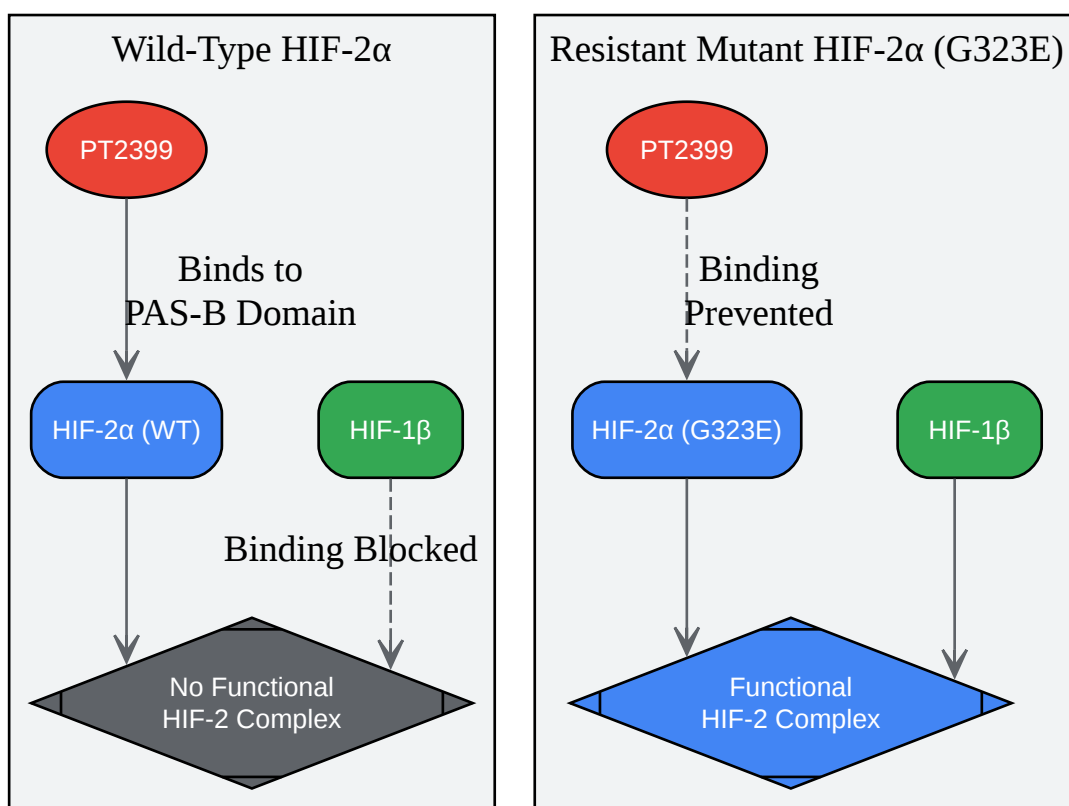 Wild-Type HIF-2α
PT2399
Binds to
PAS-B Domain
HIF-2α (WT)
HIF-1β
Binding Blocked
No Functional
HIF-2 Complex
Resistant Mutant HIF-2α (G323E)
PT2399
Binding
Prevented
HIF-2α (G323E)
HIF-1β
Functional
HIF-2 Complex